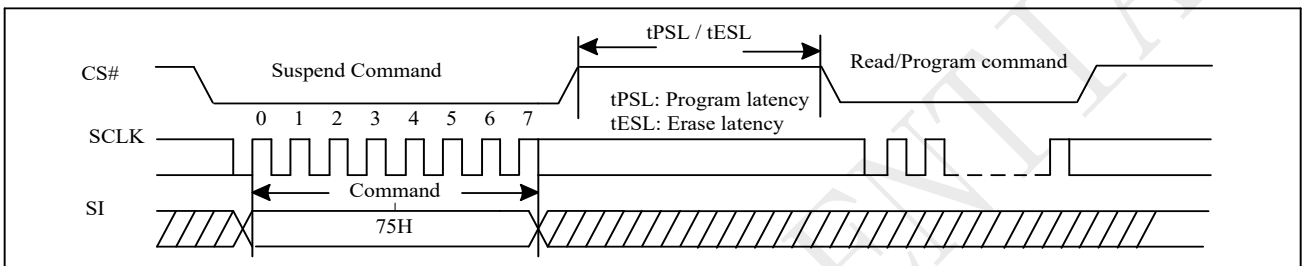 tPSL / tESL
CS#
Suspend Command
Read/Program command
tPSL: Program latency
tESL: Erase latency
0 1 2 3 4 5 6 7
SCLK
Command
SI
75H